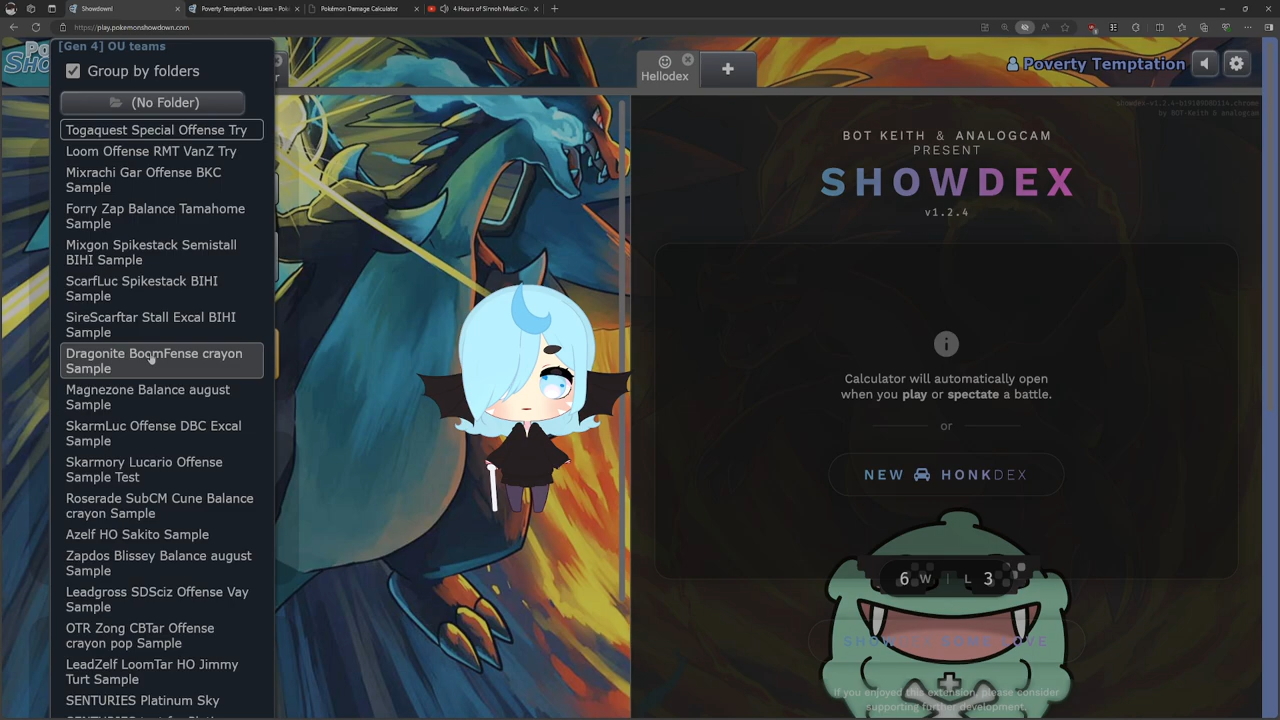 Showdown!
Poverty Temptation - Users - Pok
Pokémon Damage Calculator
4 Hours of Sinnoh Music Co
https://play.pokemonshowdown.com
[Gen 4] OU teams
Group by folders
(No Folder)
Togaquest Special Offense Try
Loom Offense RMT VanZ Try
Mixrachi Gar Offense BKC
Sample
Forry Zap Balance Tamahome
Sample
Mixgon Spikestack Semistall
BIHI Sample
ScarfLuc Spikestack BIHI
Sample
SireScarftar Stall Excal BIHI
Sample
Dragonite BoomFense crayon
Sample
Magnezone Balance august
Sample
SkarmLuc Offense DBC Excal
Sample
Skarmory Lucario Offense
Sample Test
Roserade SubCM Cune Balance
crayon Sample
Azelf HO Sakito Sample
Zapdos Blissey Balance august
Sample
Leadgross SDSciz Offense Vay
Sample
OTR Zong CBTar Offense
crayon pop Sample
LeadZelf LoomTar HO Jimmy
Turt Sample
SENTURIES Platinum Sky
Hellodex
Poverty Temptation
by BOT-Keith & analogcam
BOT KEITH & ANALOGCAM
PRESENT
SHOWDEX
v1.2.4
Calculator will automatically open
when you play or spectate a battle.
or
NEW HONKDEX
6 W | L 3
If you enjoyed this extension, please consider
supporting further development.